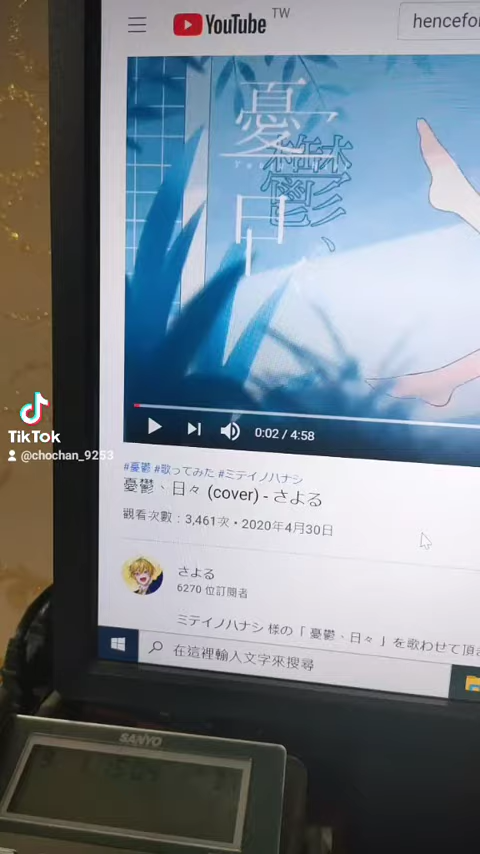 YouTube TW
hencefo
憂鬱、
日々
0:02 / 4:58
TikTok
@chochan_9253
#憂鬱 #歌ってみた #ミテイノハナシ
憂鬱、日々 (cover) - さよる
觀看次數：3,461次・2020年4月30日
さよる
6270 位訂閱者
ミテイノハナシ 様の「 憂鬱、日々 」を歌わせて頂
在這裡輸入文字來搜尋
SANYO